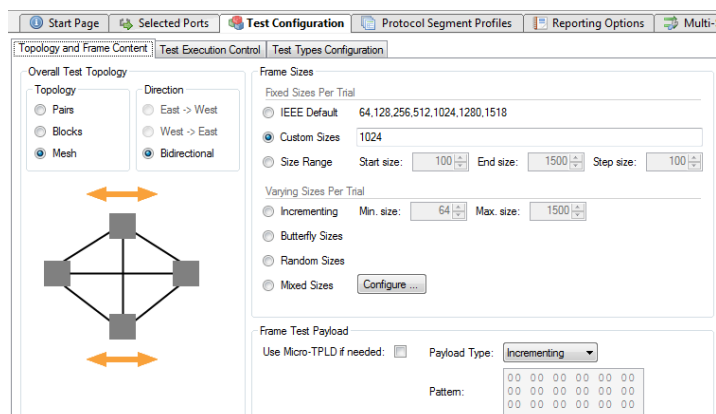 Start Page Selected Ports Test Configuration Protocol Segment Profiles Reporting Options Multi-
Topology and Frame Content Test Execution Control Test Types Configuration
Overall Test Topology
Topology
Direction
Pairs
East -> West
Blocks
West -> East
Mesh
Bidirectional
Frame Sizes
Fixed Sizes Per Trial
IEEE Default 64,128,256,512,1024,1280,1518
Custom Sizes 1024
Size Range Start size: 100 End size: 1500 Step size: 100
Varying Sizes Per Trial
Incrementing Min. size: 64 Max. size: 1500
Butterfly Sizes
Random Sizes
Mixed Sizes Configure ...
Frame Test Payload
Use Micro-TPLD if needed: Payload Type: Incrementing
Pattern: 00 00 00 00 00 00
00 00 00 00 00 00
00 00 00 00 00 00